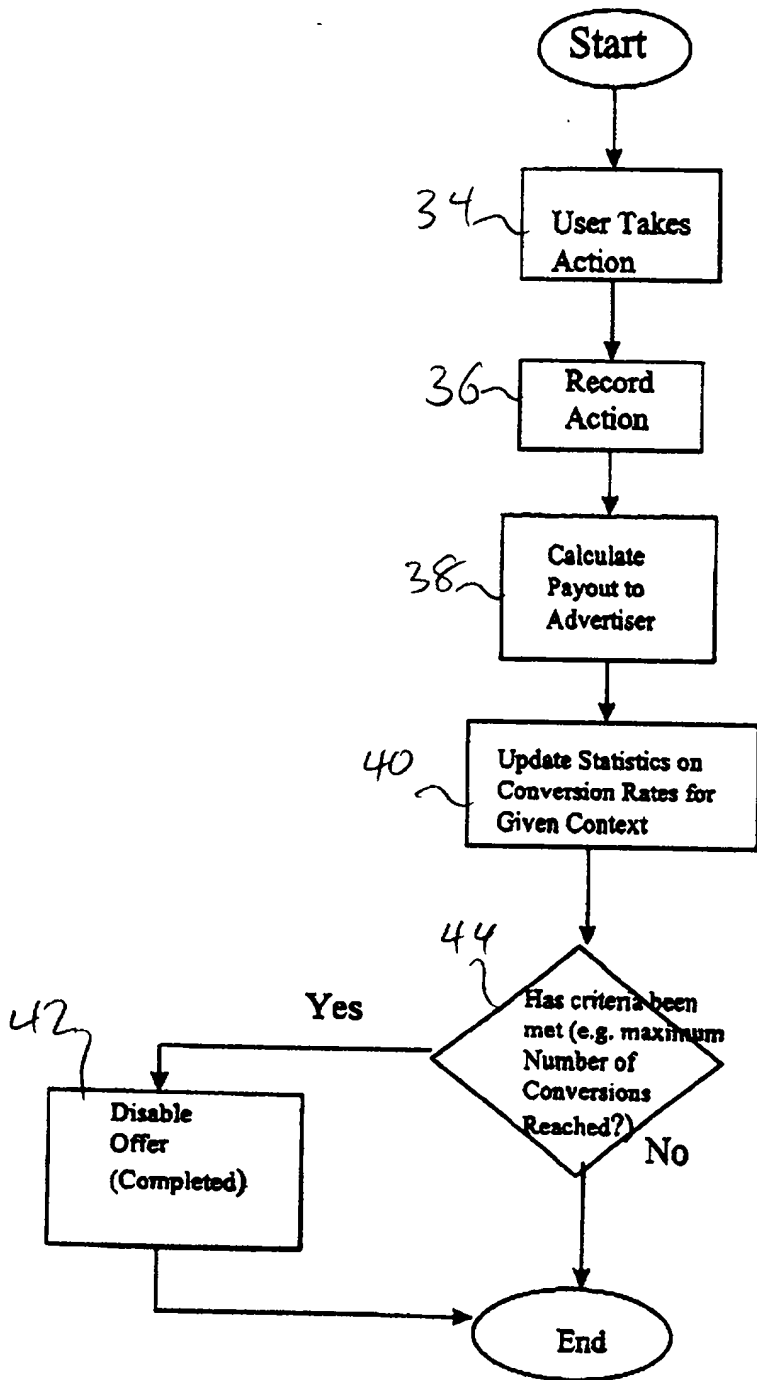 Start
34
User Takes
Action
36
Record
Action
38
Calculate
Payout to
Advertiser
40
Update Statistics on
Conversion Rates for
Given Context
44
Has criteria been
met (e.g. maximum
Number of
Conversions
Reached?)
Yes
No
42
Disable
Offer
(Completed)
End